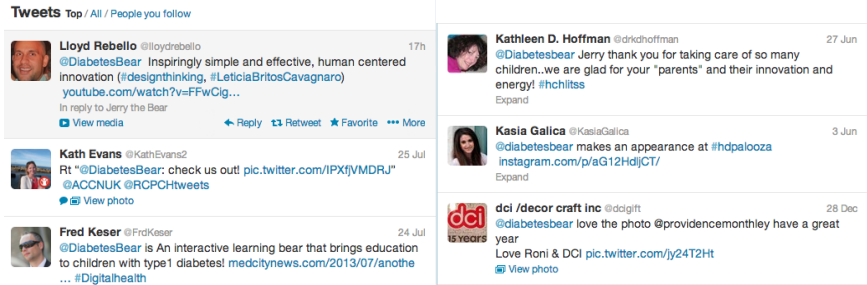 Tweets Top / All / People you follow
Lloyd Rebello @lloydrebello 17h
@DiabetesBear Inspiringly simple and effective, human centered
innovation (#designthinking, #LeticiaBritosCavagnaro)
youtube.com/watch?v=FFwCig…
In reply to Jerry the Bear
View media Reply Retweet Favorite More
Kath Evans @KathEvans2 25 Jul
Rt "@DiabetesBear: check us out! pic.twitter.com/IPXfjVMDRJ"
@ACCNUK @RCPCHtweets
View photo
Fred Keser @FrdKeser 24 Jul
@DiabetesBear is An interactive learning bear that brings education
to children with type1 diabetes! medcitynews.com/2013/07/anothe
… #Digitalhealth
Kathleen D. Hoffman @drkdhoffman 27 Jun
@Diabetesbear Jerry thank you for taking care of so many
children..we are glad for your "parents" and their innovation and
energy! #hchlitss
Expand
Kasia Galica @KasiaGalica 3 Jun
@diabetesbear makes an appearance at #hdpalooza
instagram.com/p/aG12HdljCT/
Expand
dci /decor craft inc @dcigift 28 Dec
@diabetesbear love the photo @providencemonthley have a great
year
Love Roni & DCI pic.twitter.com/jy24T2Ht
View photo
dci
15 YEARS